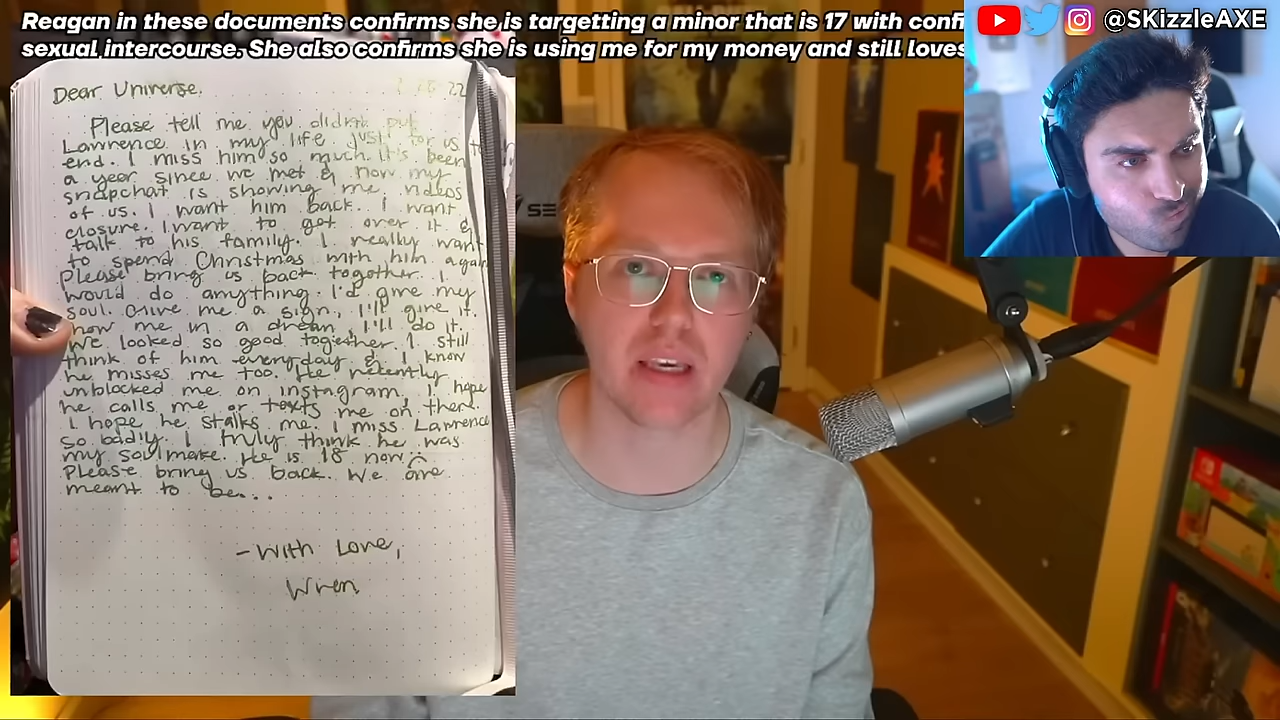 Reagan in these documents confirms she is targetting a minor that is 17 with confi
sexual intercourse. She also confirms she is using me for my money and still loves
@SKizzleAXE
Dear Universe.
22
Please tell me you didn't put
Lawrence in my life just for us to
end. I miss him so much. It's been
a year since we met & now my
snapchat is showing me videos
of us. I want him back. I want
closure. I want to get over it &
talk to his family. I really want
to spend Christmas with him again
Please bring us back together. I
would do anything. I'd give my
soul. Give me a sign, I'll give it.
how me in a dream, I'll do it.
We looked so good together. I still
think of him everyday & I know
he misses me too. He recently
unblocked me on instagram. I hope
he calls me or texts me on there.
I hope he stalks me. I miss Lawrence
so badly. I truly think he was
my soulmate. He is 18 now
Please bring us back. We are
meant to be...
- With Love,
Wren
SE